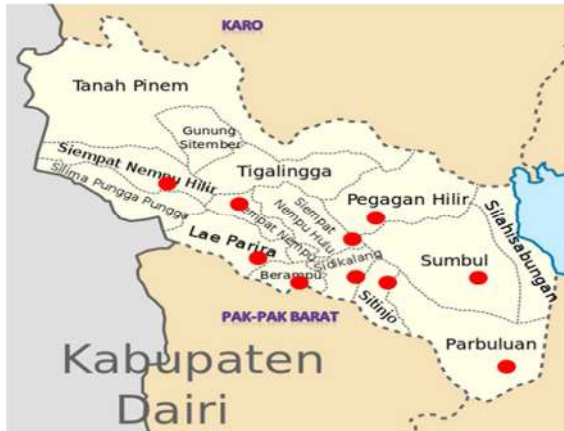 KARO
Tanah Pinem
Gunung
Sitember
Siempat Nempu Hilir
Tigalingga
Silima Pungga Pungga
Siempat
Nempu Hulu
Pegagan Hilir
Silahisabungan
Siempat Nempu
Lae Parira
Sidikalang
Sumbul
Berampu
Sitinjo
PAK-PAK BARAT
Parbuluan
Kabupaten
Dairi